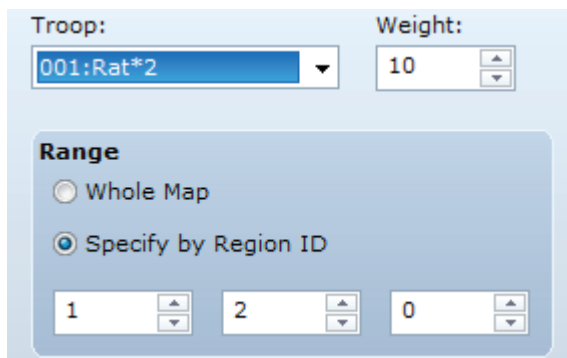 Troop: Weight:
001:Rat*2 10
Range
Whole Map
Specify by Region ID
1 2 0